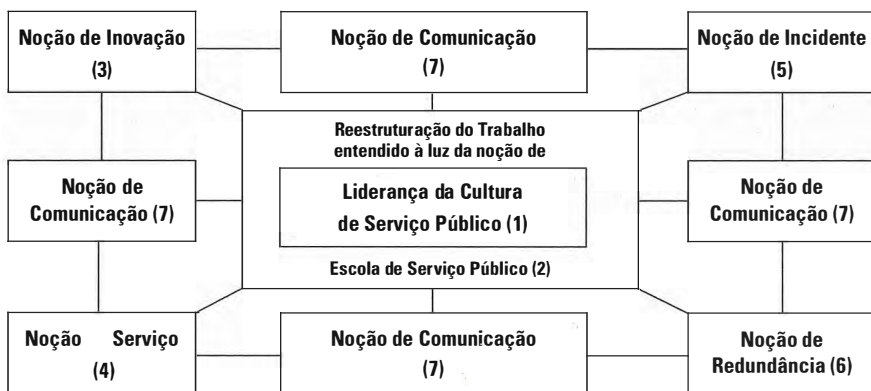 Noção de Inovação
(3)
Noção de Comunicação
(7)
Noção de Incidente
(5)
Reestruturação do Trabalho
entendido à luz da noção de
Noção de
Comunicação (7)
Liderança da Cultura
de Serviço Público (1)
Noção de
Comunicação (7)
Escola de Serviço Público (2)
Noção Serviço
(4)
Noção de Comunicação
(7)
Noção de
Redundância (6)